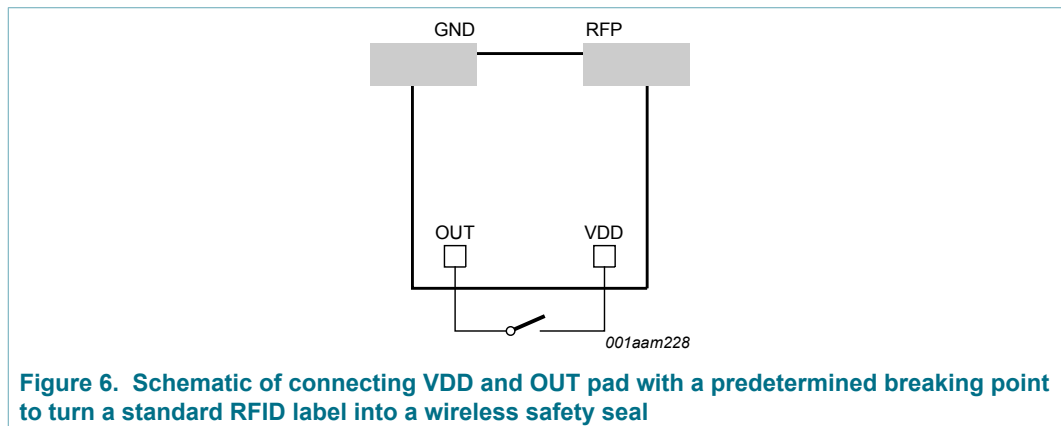 GND RFP
OUT VDD
001aam228
Figure 6. Schematic of connecting VDD and OUT pad with a predetermined breaking point
to turn a standard RFID label into a wireless safety seal